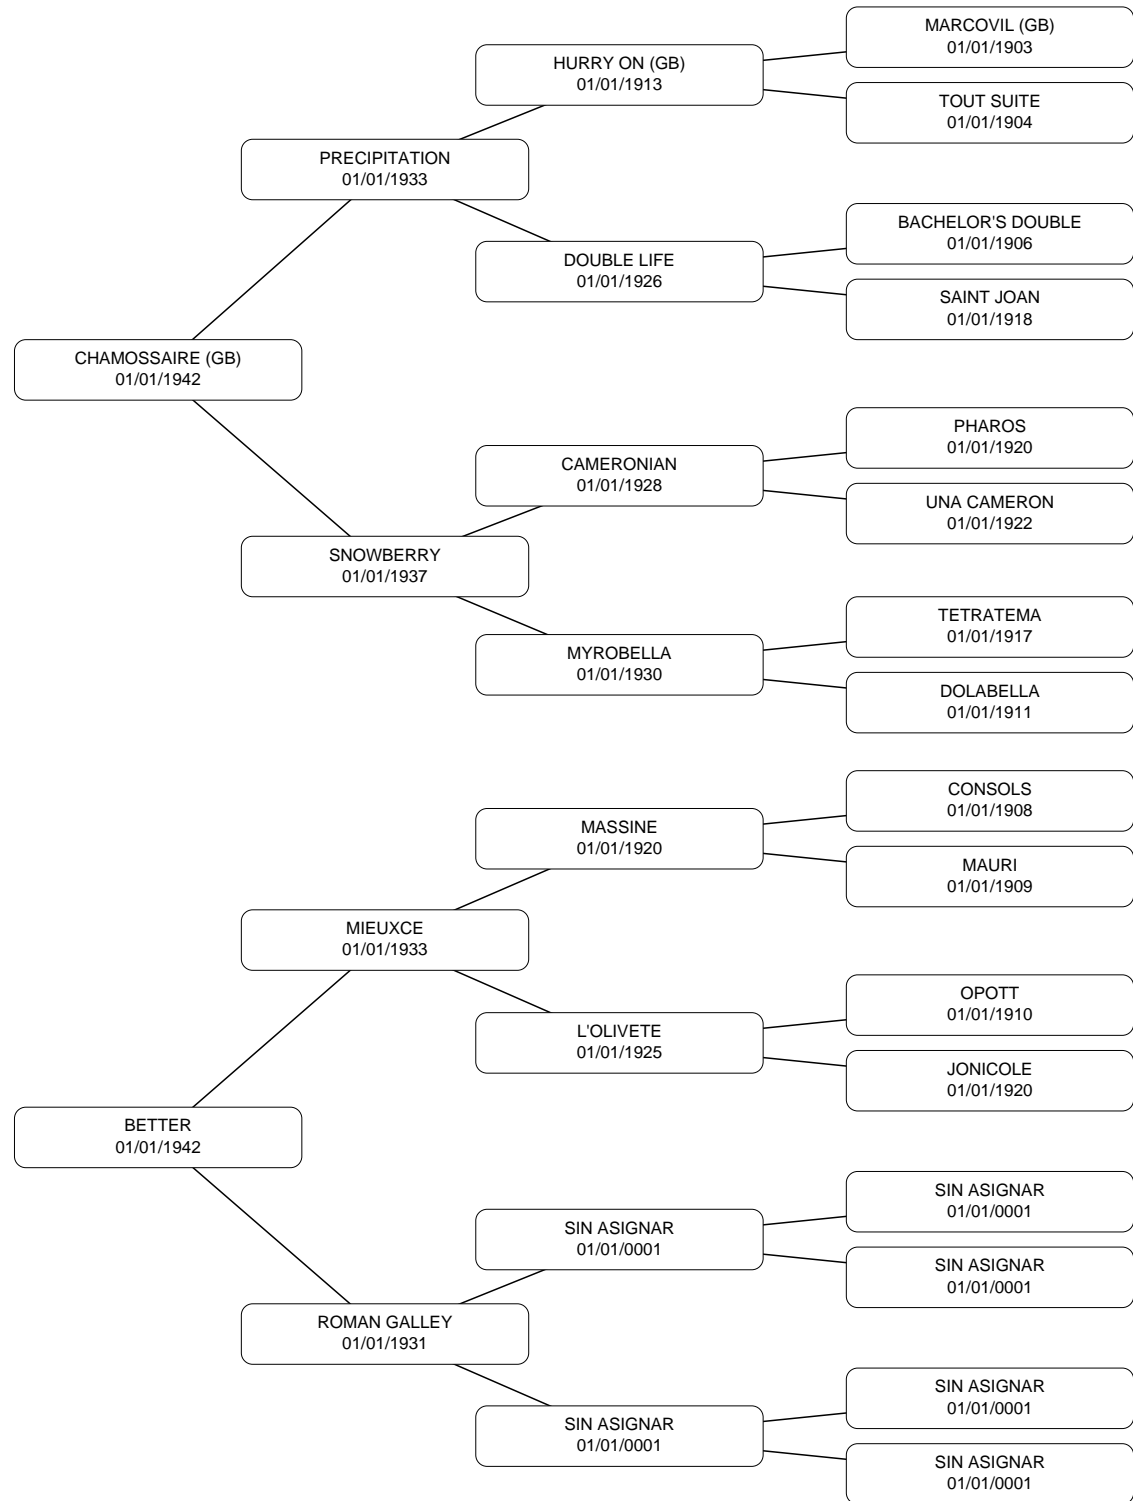 MARCOVIL (GB)
01/01/1903
HURRY ON (GB)
01/01/1913
TOUT SUITE
01/01/1904
PRECIPITATION
01/01/1933
BACHELOR'S DOUBLE
01/01/1906
DOUBLE LIFE
01/01/1926
SAINT JOAN
01/01/1918
CHAMOSSAIRE (GB)
01/01/1942
PHAROS
01/01/1920
CAMERONIAN
01/01/1928
UNA CAMERON
01/01/1922
SNOWBERRY
01/01/1937
TETRATEMA
01/01/1917
MYROBELLA
01/01/1930
DOLABELLA
01/01/1911
CONSOLS
01/01/1908
MASSINE
01/01/1920
MAURI
01/01/1909
MIEUXCE
01/01/1933
OPOTT
01/01/1910
L'OLIVETE
01/01/1925
JONICOLE
01/01/1920
BETTER
01/01/1942
SIN ASIGNAR
01/01/0001
SIN ASIGNAR
01/01/0001
SIN ASIGNAR
01/01/0001
ROMAN GALLEY
01/01/1931
SIN ASIGNAR
01/01/0001
SIN ASIGNAR
01/01/0001
SIN ASIGNAR
01/01/0001